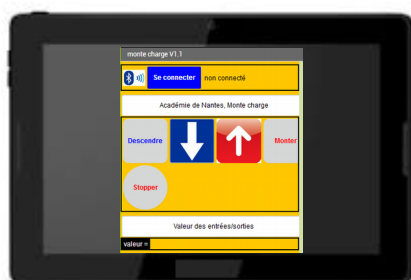 monte charge V1.1
Se connecter non connecté
Académie de Nantes, Monte charge
Descendre Monter
Stopper
Valeur des entrées/sorties
valeur =